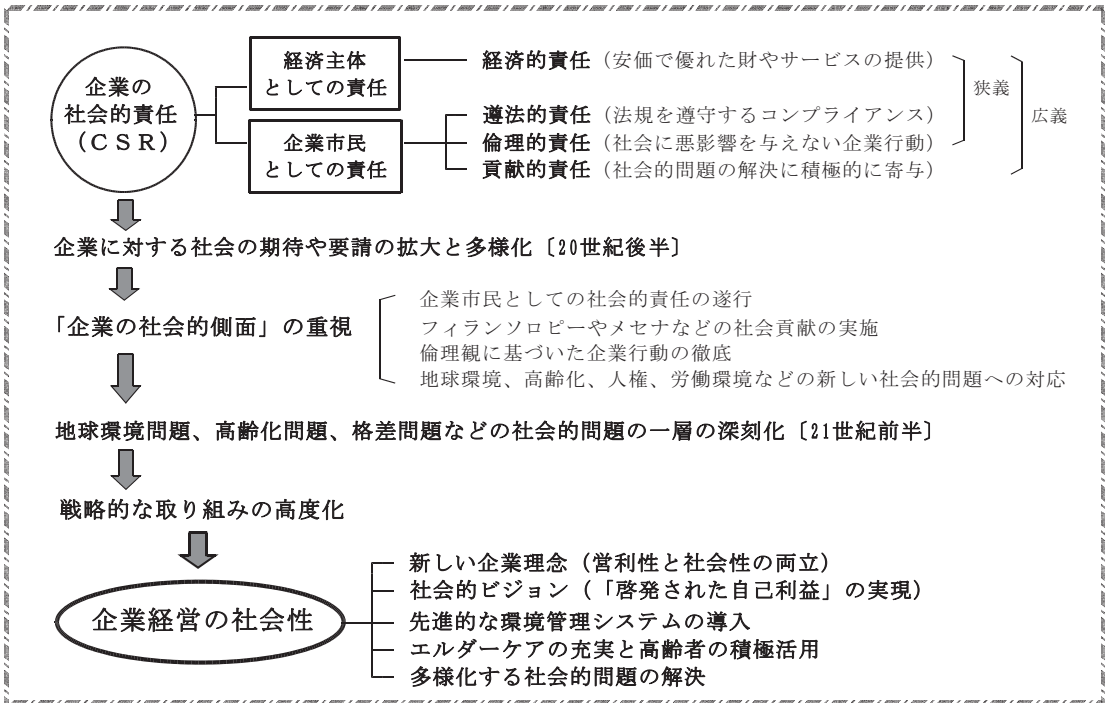 企業の
社会的責任
（ＣＳＲ）
経済主体
としての責任
企業市民
としての責任
経済的責任（安価で優れた財やサービスの提供）
遵法的責任（法規を遵守するコンプライアンス）
倫理的責任（社会に悪影響を与えない企業行動）
貢献的責任（社会的問題の解決に積極的に寄与）
狭義
広義
企業に対する社会の期待や要請の拡大と多様化〔20世紀後半〕
「企業の社会的側面」の重視
企業市民としての社会的責任の遂行
フィランソロピーやメセナなどの社会貢献の実施
倫理観に基づいた企業行動の徹底
地球環境、高齢化、人権、労働環境などの新しい社会的問題への対応
地球環境問題、高齢化問題、格差問題などの社会的問題の一層の深刻化〔21世紀前半〕
戦略的な取り組みの高度化
企業経営の社会性
新しい企業理念（営利性と社会性の両立）
社会的ビジョン（「啓発された自己利益」の実現）
先進的な環境管理システムの導入
エルダーケアの充実と高齢者の積極活用
多様化する社会的問題の解決